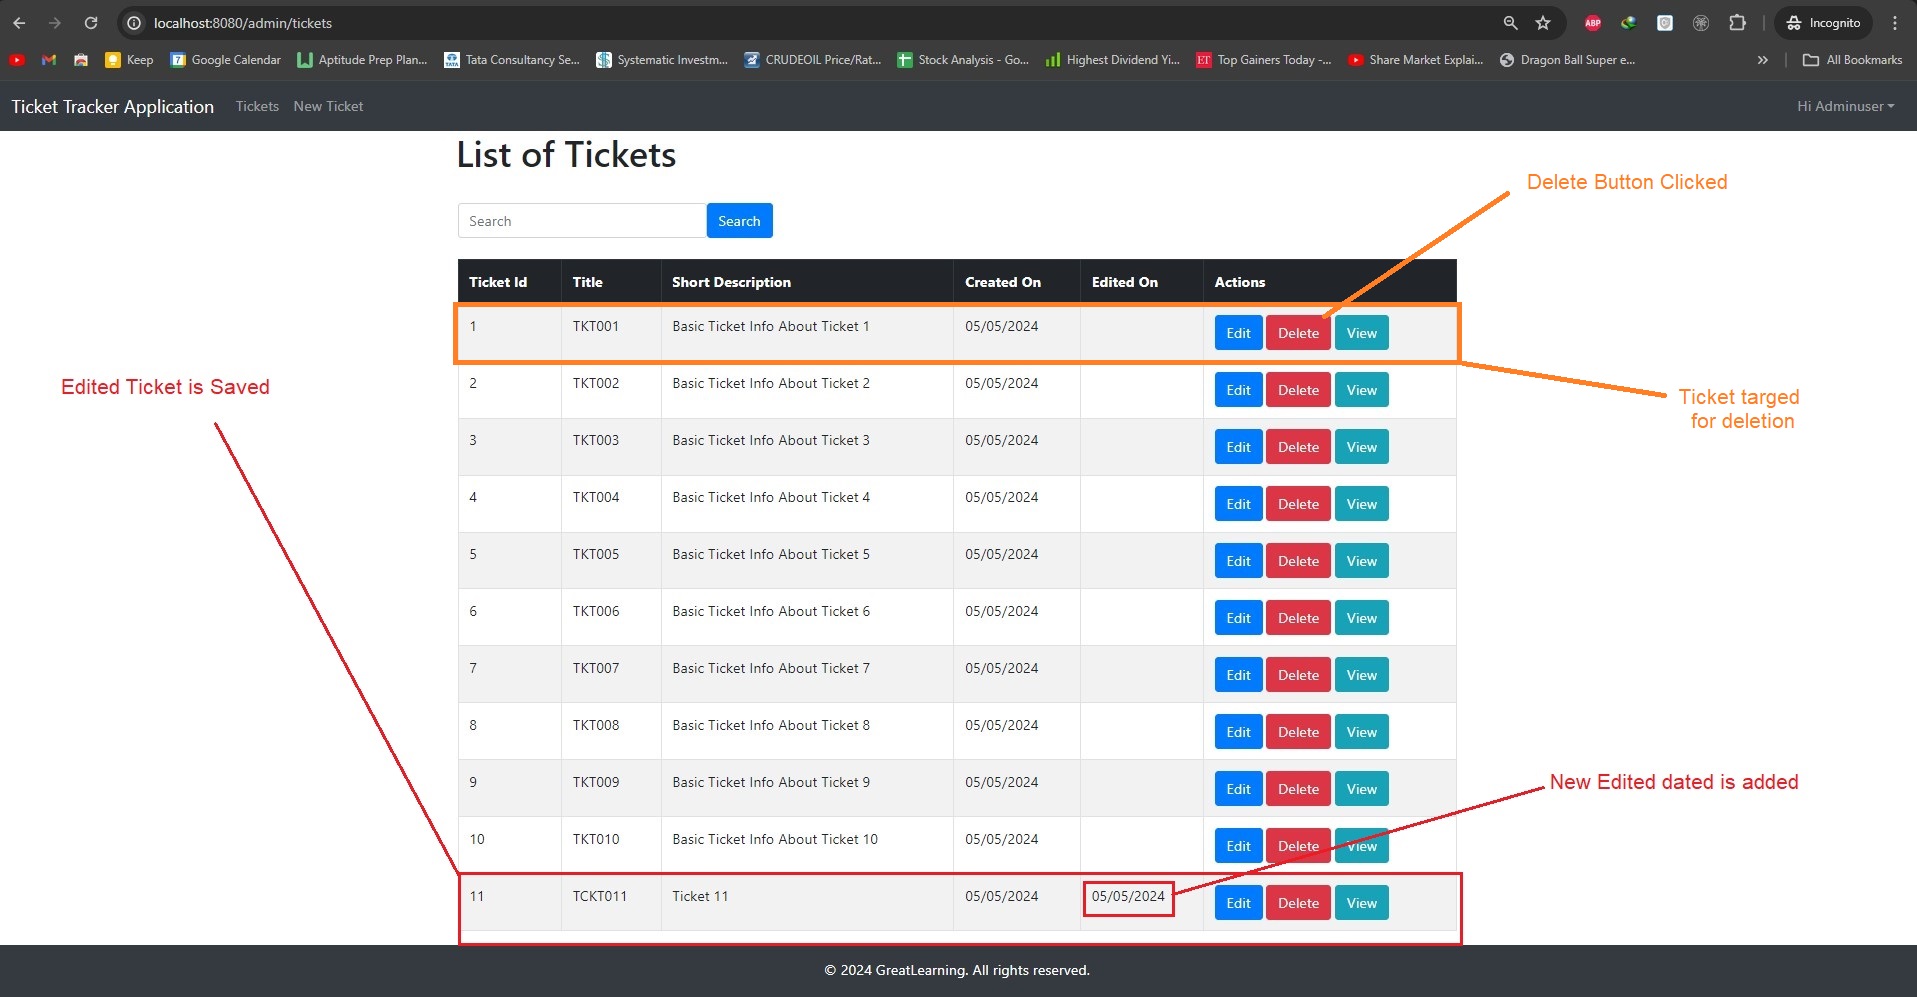 localhost:8080/admin/tickets
ABP
Incognito
Keep
Google Calendar
Aptitude Prep Plan...
Tata Consultancy Se...
Systematic Investm...
CRUDEOIL Price/Rat...
Stock Analysis - Go...
Highest Dividend Yi...
ET
Top Gainers Today -...
Share Market Explai...
Dragon Ball Super e...
All Bookmarks
Ticket Tracker Application Tickets New Ticket Hi Adminuser
List of Tickets
Delete Button Clicked
Search Search
Ticket Id Title Short Description Created On Edited On Actions
1 TKT001 Basic Ticket Info About Ticket 1 05/05/2024 Edit Delete View
2 TKT002 Basic Ticket Info About Ticket 2 05/05/2024 Edit Delete View
Edited Ticket is Saved
Ticket targed
for deletion
3 TKT003 Basic Ticket Info About Ticket 3 05/05/2024 Edit Delete View
4 TKT004 Basic Ticket Info About Ticket 4 05/05/2024 Edit Delete View
5 TKT005 Basic Ticket Info About Ticket 5 05/05/2024 Edit Delete View
6 TKT006 Basic Ticket Info About Ticket 6 05/05/2024 Edit Delete View
7 TKT007 Basic Ticket Info About Ticket 7 05/05/2024 Edit Delete View
8 TKT008 Basic Ticket Info About Ticket 8 05/05/2024 Edit Delete View
9 TKT009 Basic Ticket Info About Ticket 9 05/05/2024 Edit Delete View
New Edited dated is added
10 TKT010 Basic Ticket Info About Ticket 10 05/05/2024 Edit Delete View
11 TCKT011 Ticket 11 05/05/2024 05/05/2024 Edit Delete View
© 2024 GreatLearning. All rights reserved.